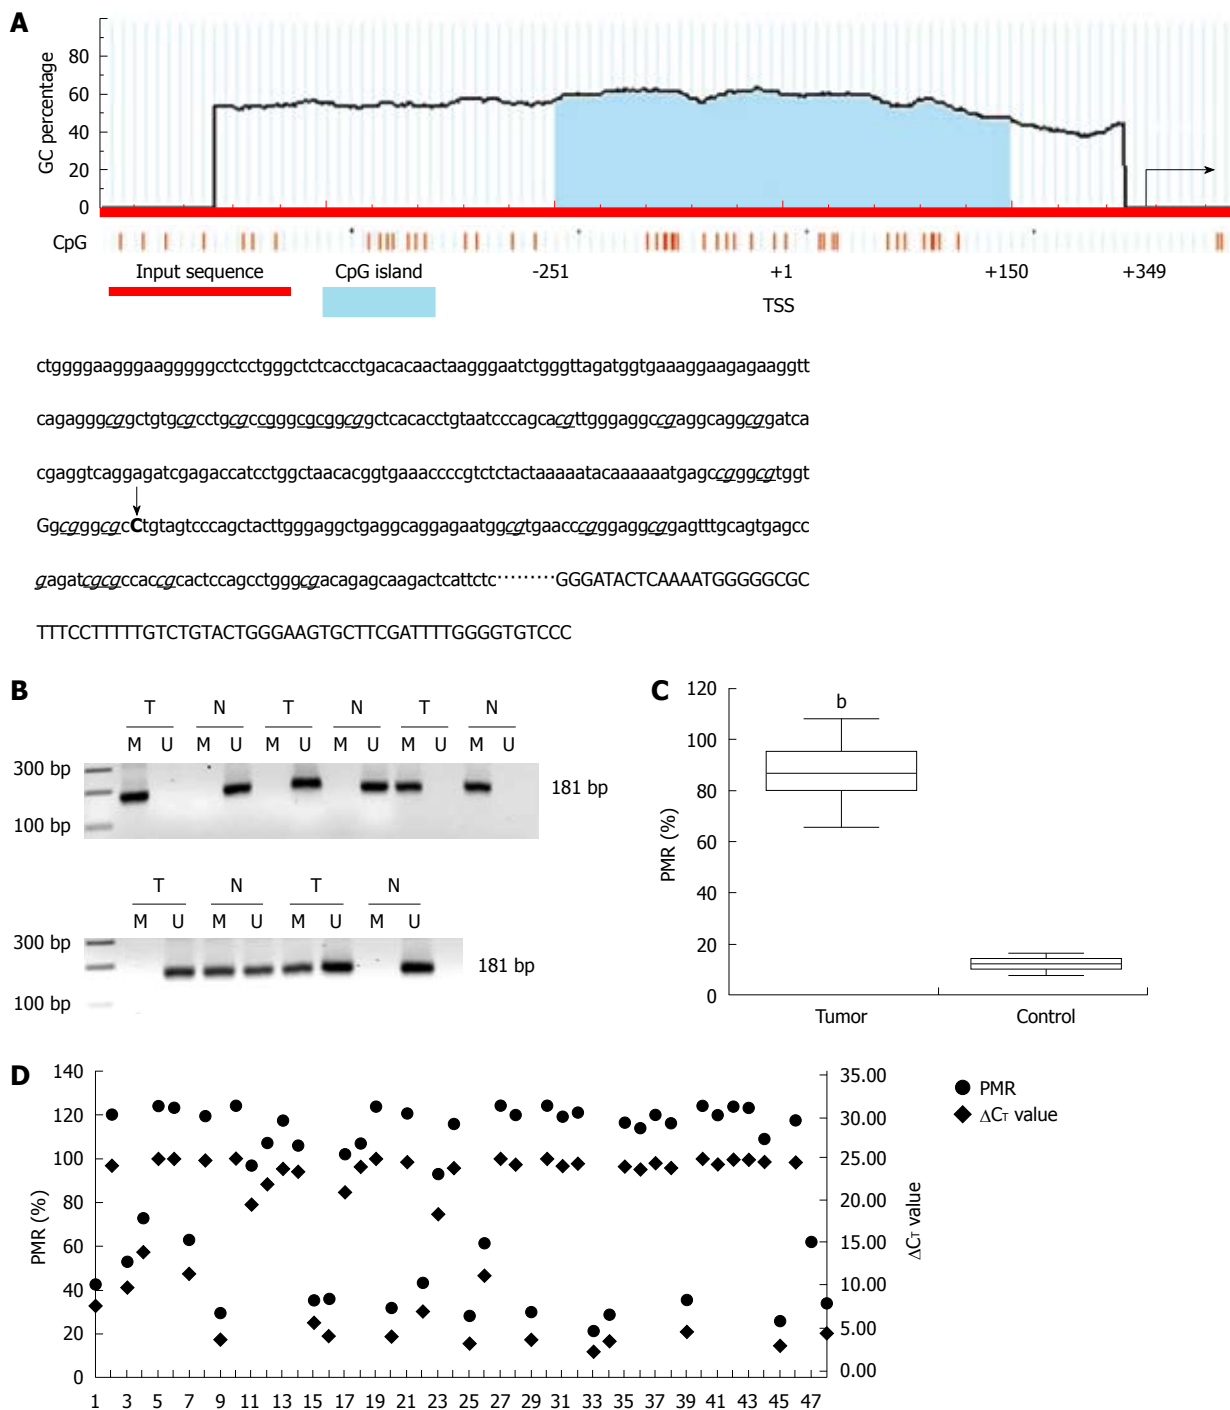 A
GC percentage
80
60
40
20
0
CpG
Input sequence
CpG island
-251
+1
+150
+349
TSS
ctggggaagggaagggggcctcctgggctctcacctgacacaactaagggaatctgggttagatggtgaaaggaagagaaggtt
cagagggcggctgtgcgcctgcgccgggcgcggcggctcacacctgtaatcccagcacgttgggaggccgaggcaggcggatca
cgaggtcaggagatcgagaccatcctggctaacacggtgaaaccccgtctctactaaaaatacaaaaaatgagccgggcgtggt
GgcgggcgcCtgtagtcccagctacttgggaggctgaggcaggagaatggcgtgaacccgggaggcggagtttgcagtgagcc
gagatcgcgccaccgcactccagcctgggcgacagagcaagactcattctc·········GGGATACTCAAAATGGGGGCGC
TTTCCTTTTTGTCTGTACTGGGAAGTGCTTCGATTTTGGGGTGTCCC
B
T N T N T N
M U M U M U M U M U M U
300 bp
100 bp
181 bp
T N T N
M U M U M U M U
300 bp
100 bp
181 bp
C
PMR (%)
120
100
80
60
40
20
0
b
Tumor Control
D
PMR (%)
140
120
100
80
60
40
20
0
35.00
30.00
25.00
20.00
15.00
10.00
5.00
0.00
ΔCT value
PMR
ΔCT value
1 3 5 7 9 11 13 15 17 19 21 23 25 27 29 31 33 35 37 39 41 43 45 47